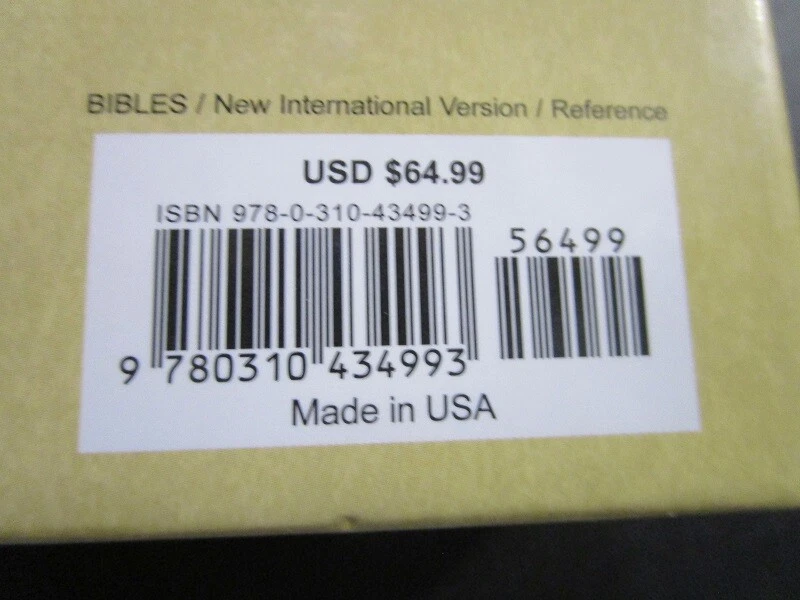 BIBLES / New International Version / Reference
USD $64.99
ISBN 978-0-310-43499-3
56499
9 780310 434993
Made in USA